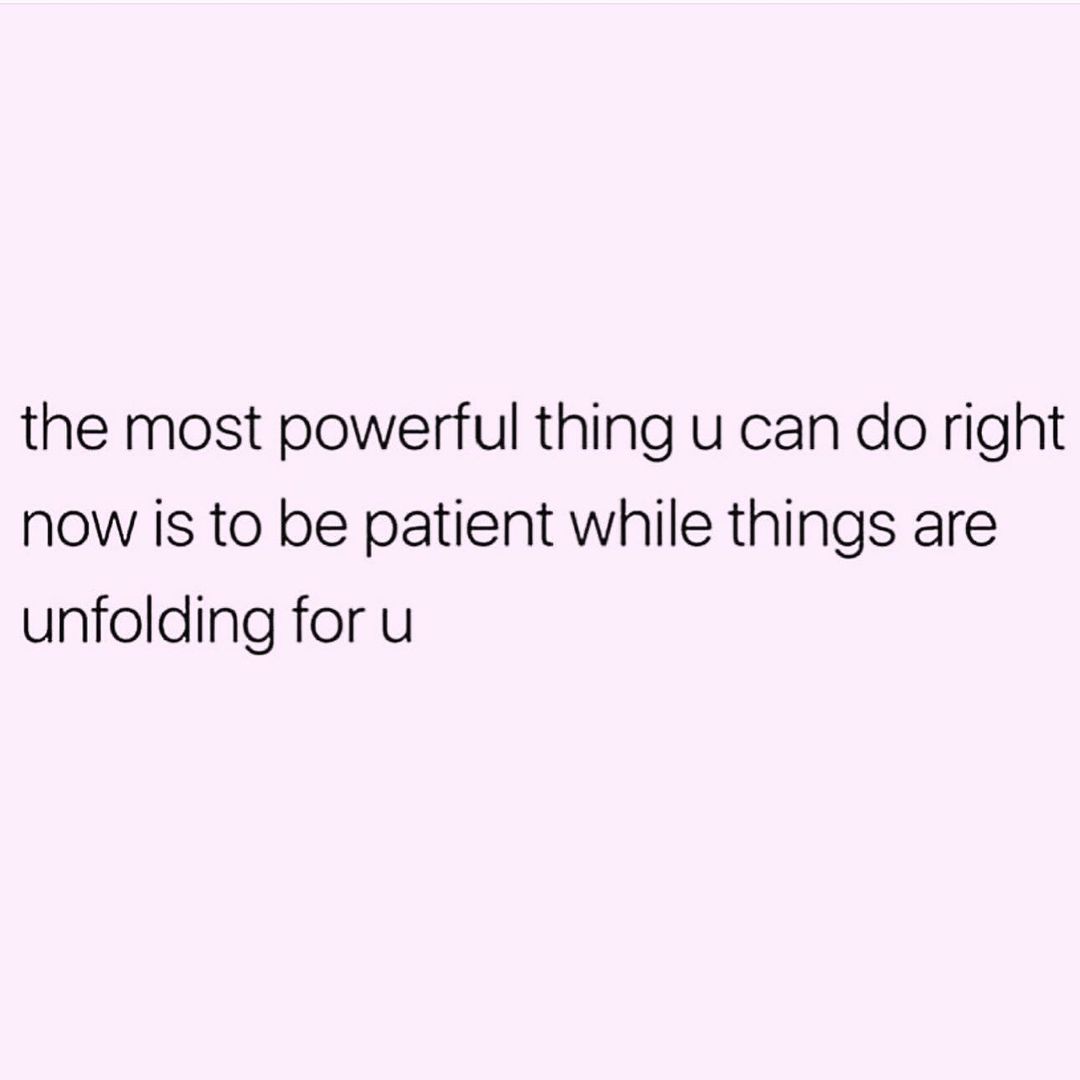 the most powerful thing u can do right
now is to be patient while things are
unfolding for u